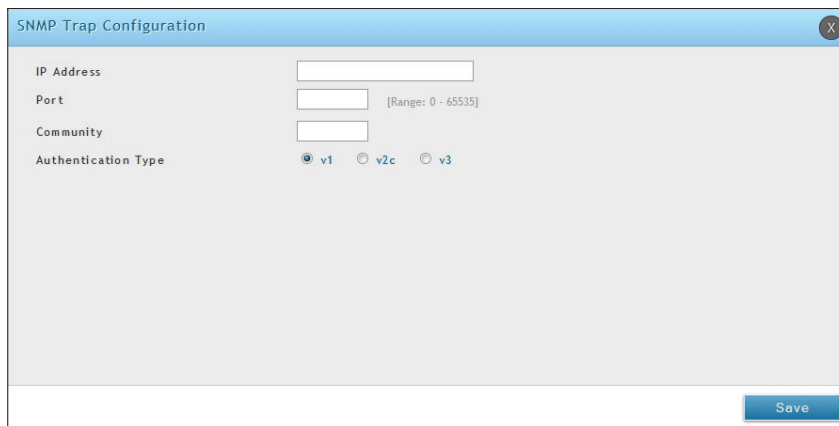 SNMP Trap Configuration
X
IP Address
Port [Range: 0 - 65535]
Community
Authentication Type v1 v2c v3
Save